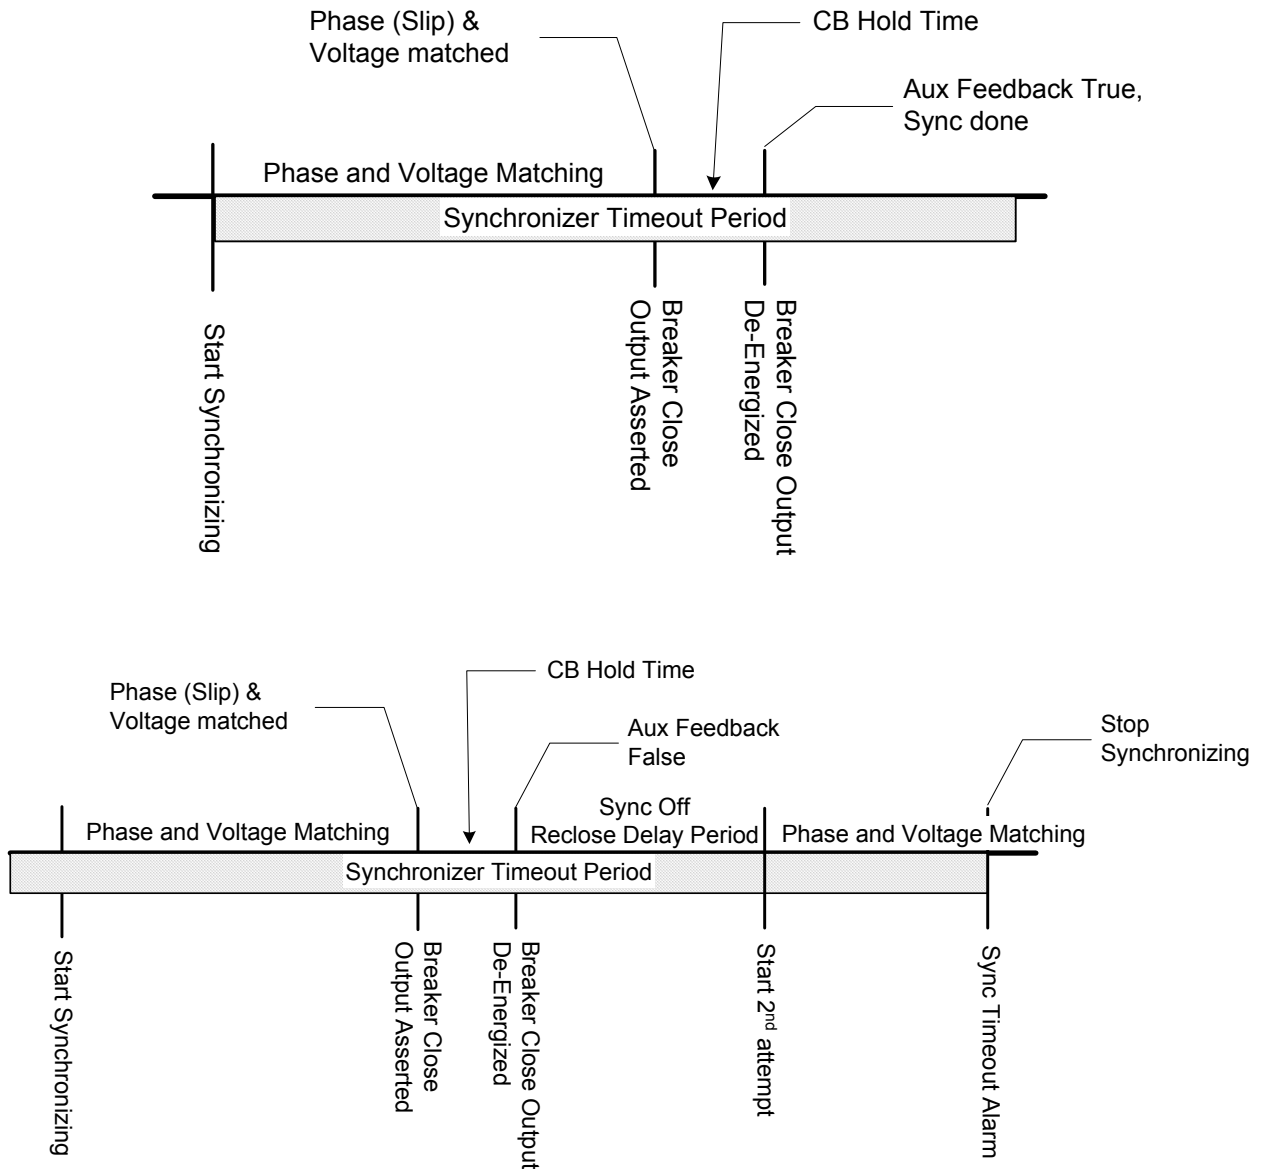 Phase (Slip) &
Voltage matched
CB Hold Time
Aux Feedback True,
Sync done
Phase and Voltage Matching
Synchronizer Timeout Period
Start Synchronizing
Breaker Close
Output Asserted
Breaker Close Output
De-Energized
CB Hold Time
Phase (Slip) &
Voltage matched
Aux Feedback
False
Stop
Synchronizing
Phase and Voltage Matching
Sync Off
Reclose Delay Period
Phase and Voltage Matching
Synchronizer Timeout Period
Start Synchronizing
Breaker Close
Output Asserted
Breaker Close Output
De-Energized
Start 2nd attempt
Sync Timeout Alarm